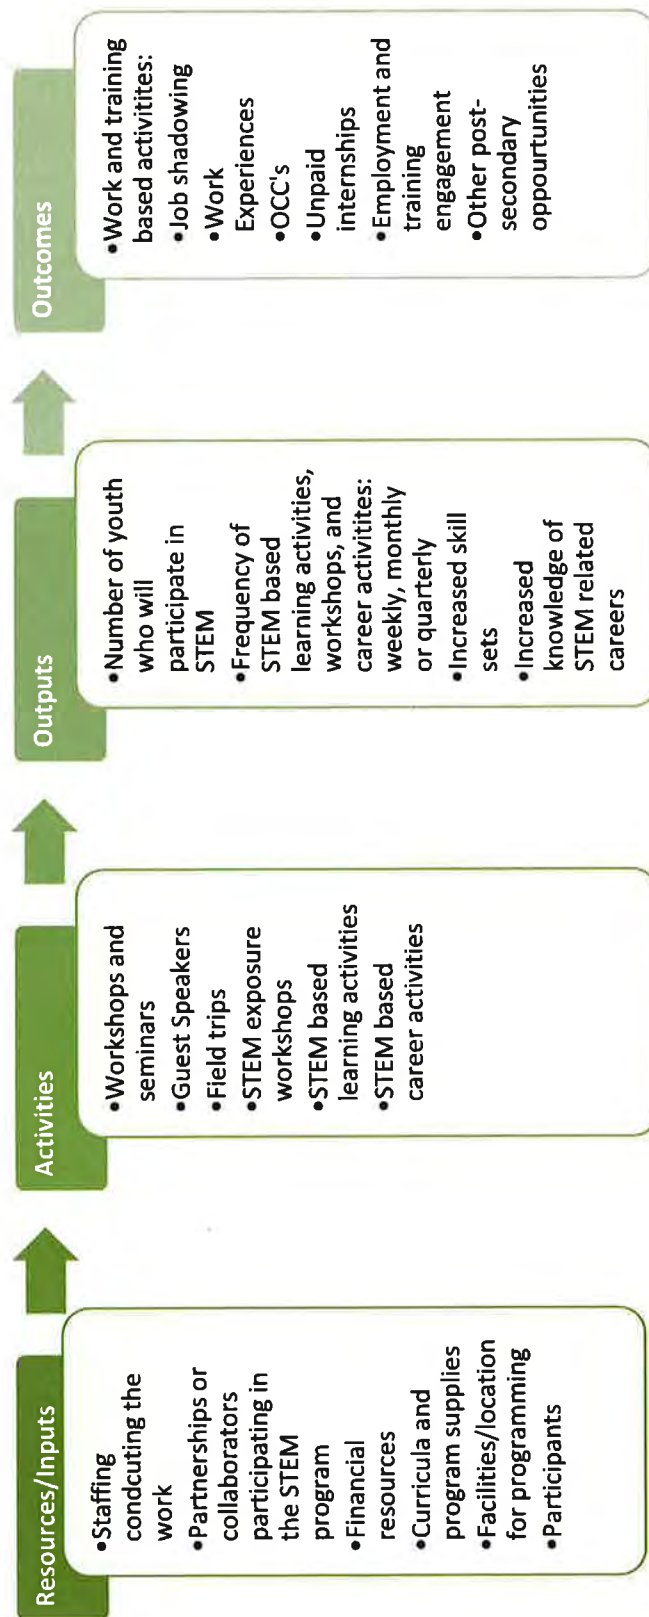 Resources/Inputs
•Staffing
condcuting the
work
•Partnerships or
collaborators
participating in
the STEM
program
•Financial
resources
•Curricula and
program supplies
•Facilities/location
for programming
•Participants
Activities
•Workshops and
seminars
•Guest Speakers
•Field trips
•STEM exposure
workshops
•STEM based
learning activities
•STEM based
career activities
Outputs
•Number of youth
who will
participate in
STEM
•Frequency of
STEM based
learning activities,
workshops, and
career activitites:
weekly, monthly
or quarterly
•Increased skill
sets
•Increased
knowledge of
STEM related
careers
Outcomes
•Work and training
based activitites:
•Job shadowing
•Work
Experiences
•OCC's
•Unpaid
internships
•Employment and
training
engagement
•Other post-
secondary
oppourtunities